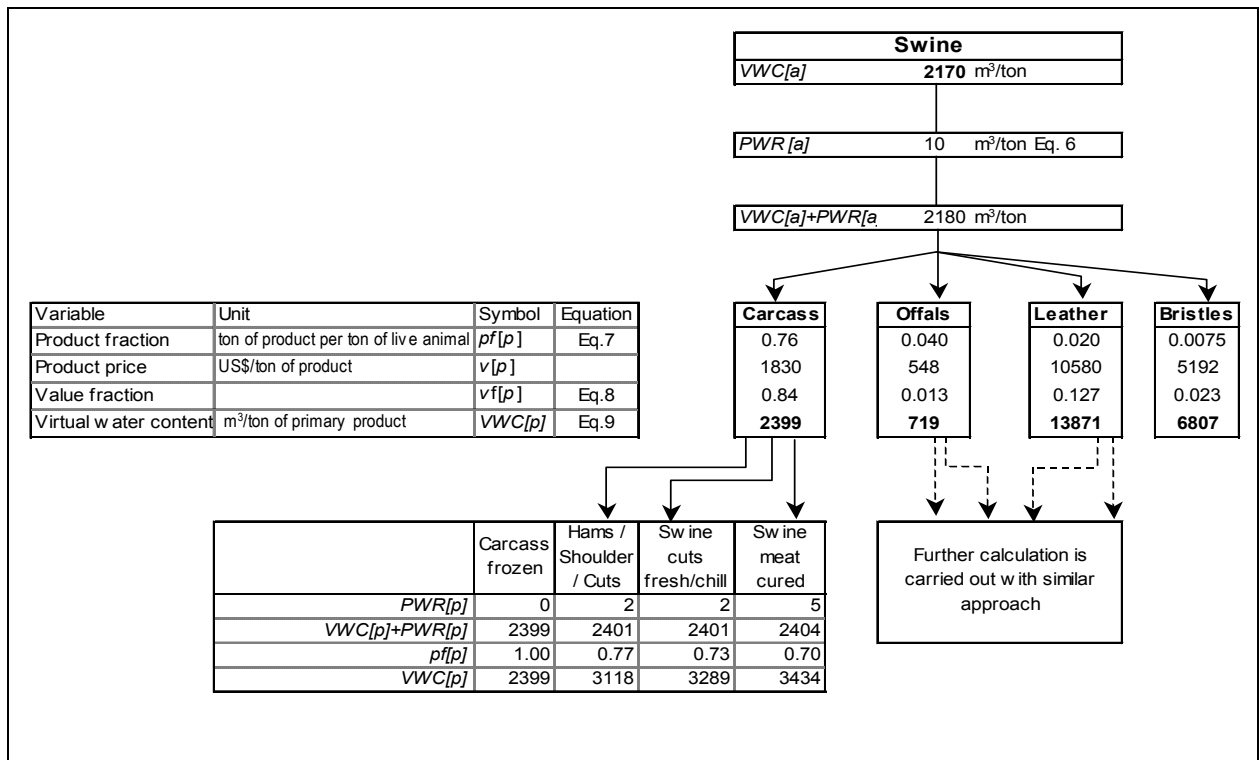 Swine
VWC[a] 2170 m³/ton
PWR[a] 10 m³/ton Eq. 6
VWC[a]+PWR[a 2180 m³/ton
Variable Unit Symbol Equation
Product fraction ton of product per ton of live animal pf[p] Eq.7
Product price US$/ton of product v[p]
Value fraction vf[p] Eq.8
Virtual water content m³/ton of primary product VWC[p] Eq.9
Carcass Offals Leather Bristles
0.76 0.040 0.020 0.0075
1830 548 10580 5192
0.84 0.013 0.127 0.023
2399 719 13871 6807
Carcass frozen
Hams / Shoulder / Cuts
Swine cuts fresh/chill
Swine meat cured
PWR[p] 0 2 2 5
VWC[p]+PWR[p] 2399 2401 2401 2404
pf[p] 1.00 0.77 0.73 0.70
VWC[p] 2399 3118 3289 3434
Further calculation is
carried out with similar
approach